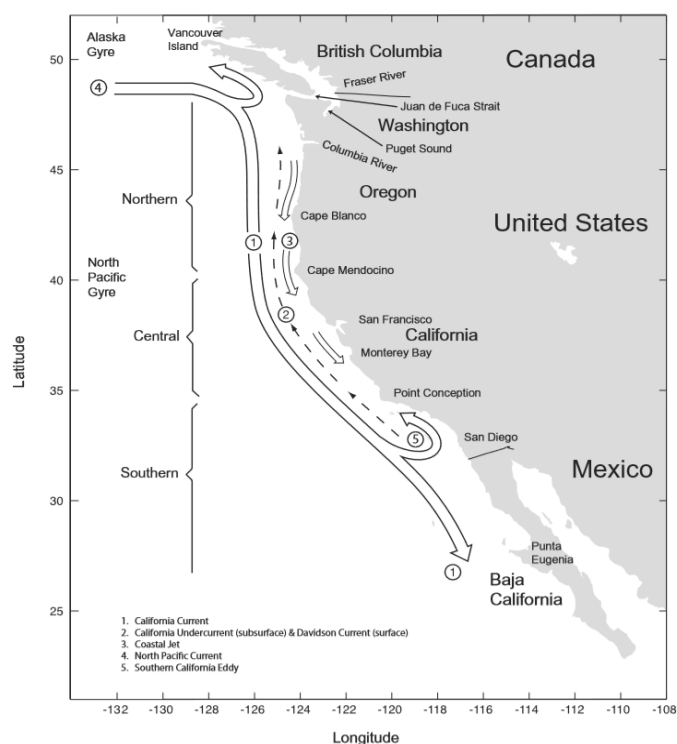 Alaska
Gyre
Vancouver
Island
British Columbia
Canada
Fraser River
Juan de Fuca Strait
Washington
Puget Sound
Columbia River
Oregon
Northern
Cape Blanco
United States
North
Pacific
Gyre
Cape Mendocino
San Francisco
California
Central
Monterey Bay
Point Conception
San Diego
Mexico
Southern
Punta
Eugenia
Baja
California
4
1
3
2
5
1
1. California Current
2. California Undercurrent (subsurface) & Davidson Current (surface)
3. Coastal Jet
4. North Pacific Current
5. Southern California Eddy
Latitude
50
45
40
35
30
25
-132 -130 -128 -126 -124 -122 -120 -118 -116 -114 -112 -110 -108
Longitude